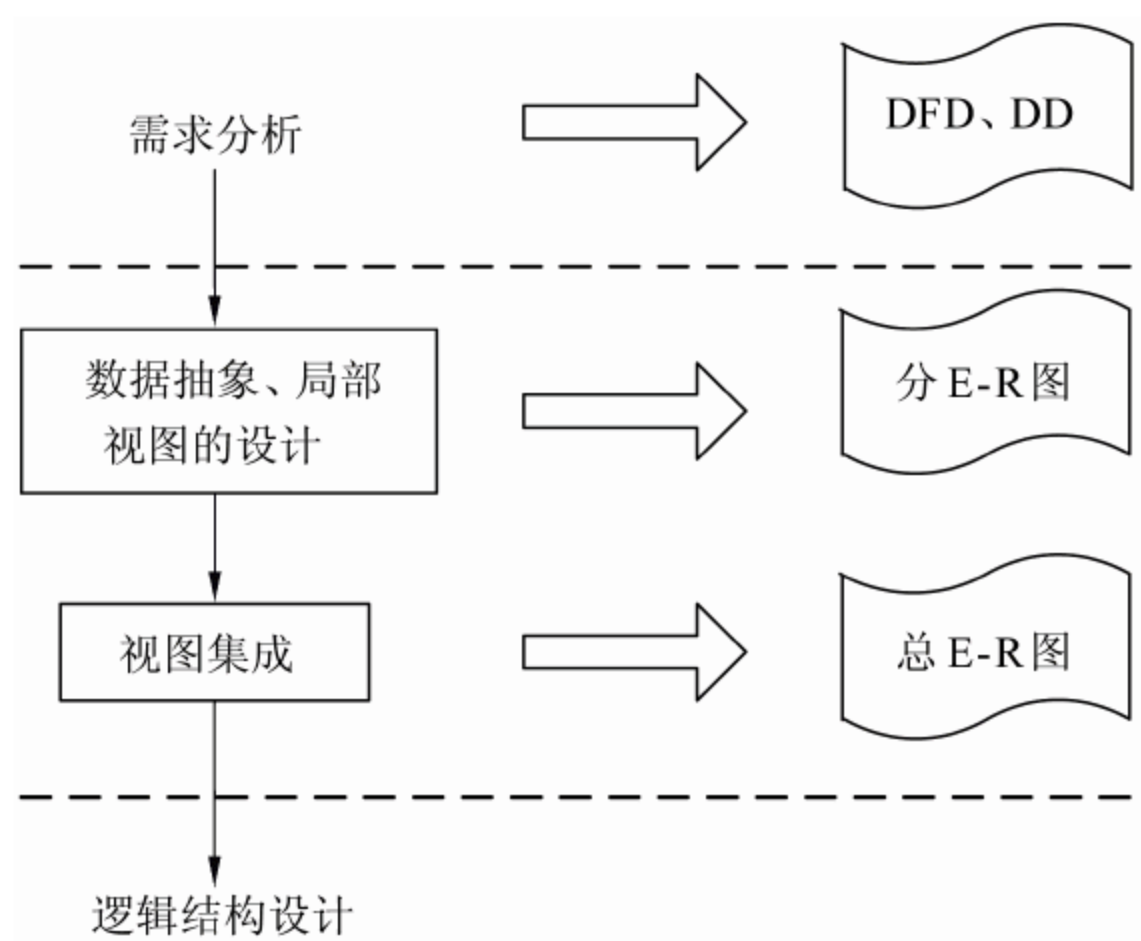 需求分析
DFD、DD
数据抽象、局部
视图的设计
分E-R图
视图集成
总E-R图
逻辑结构设计